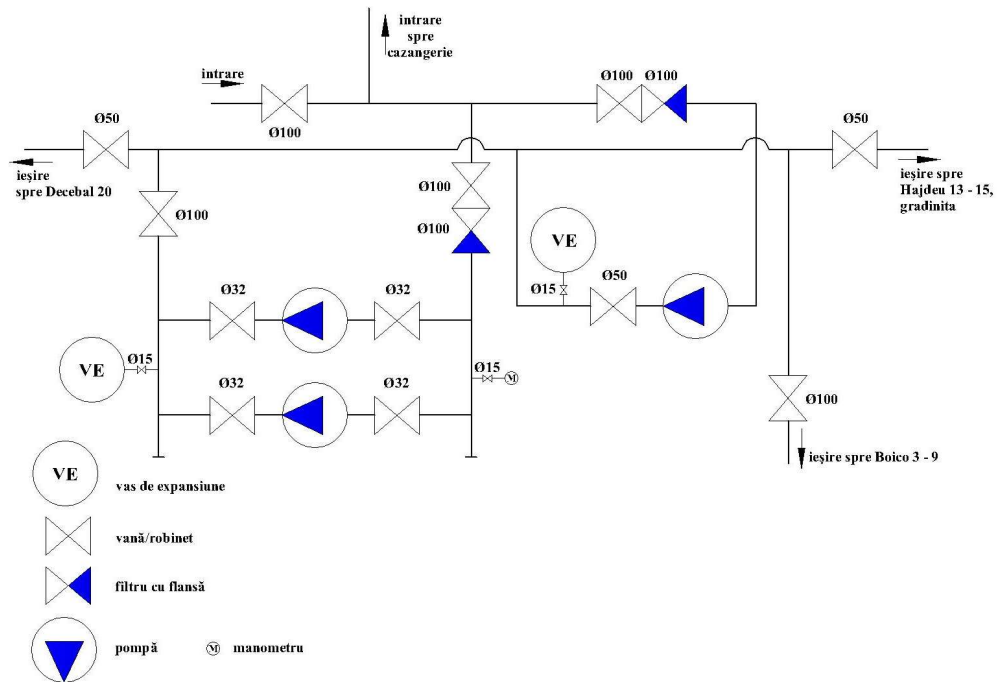 intrare
spre
cazangerie
intrare
Ø100
Ø100
Ø100
Ø50
Ø50
ieşire
spre Decebal 20
ieşire spre
Hajdeu 13 - 15,
gradinita
Ø100
Ø100
Ø100
VE
Ø50
Ø15
Ø32
Ø32
VE
Ø15
Ø15
M
Ø32
Ø32
Ø100
ieşire spre Boico 3 - 9
VE
vas de expansiune
vană/robinet
filtru cu flansă
pompă
M
manometru